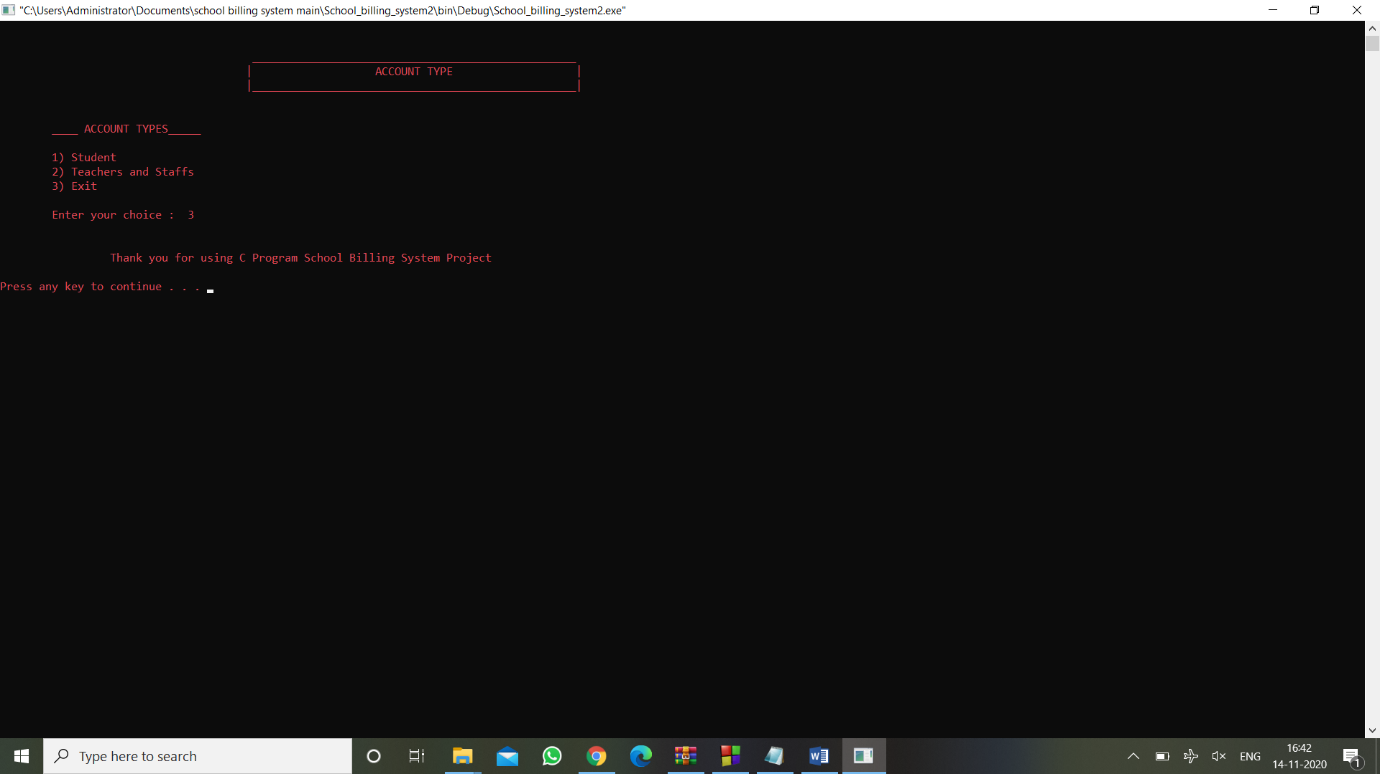 "C:\Users\Administrator\Documents\school billing system main\School_billing_system2\bin\Debug\School_billing_system2.exe"
ACCOUNT TYPE
____ ACCOUNT TYPES_____
1) Student
2) Teachers and Staffs
3) Exit
Enter your choice :  3
Thank you for using C Program School Billing System Project
Press any key to continue . . .
Type here to search
ENG
16:42
14-11-2020
1